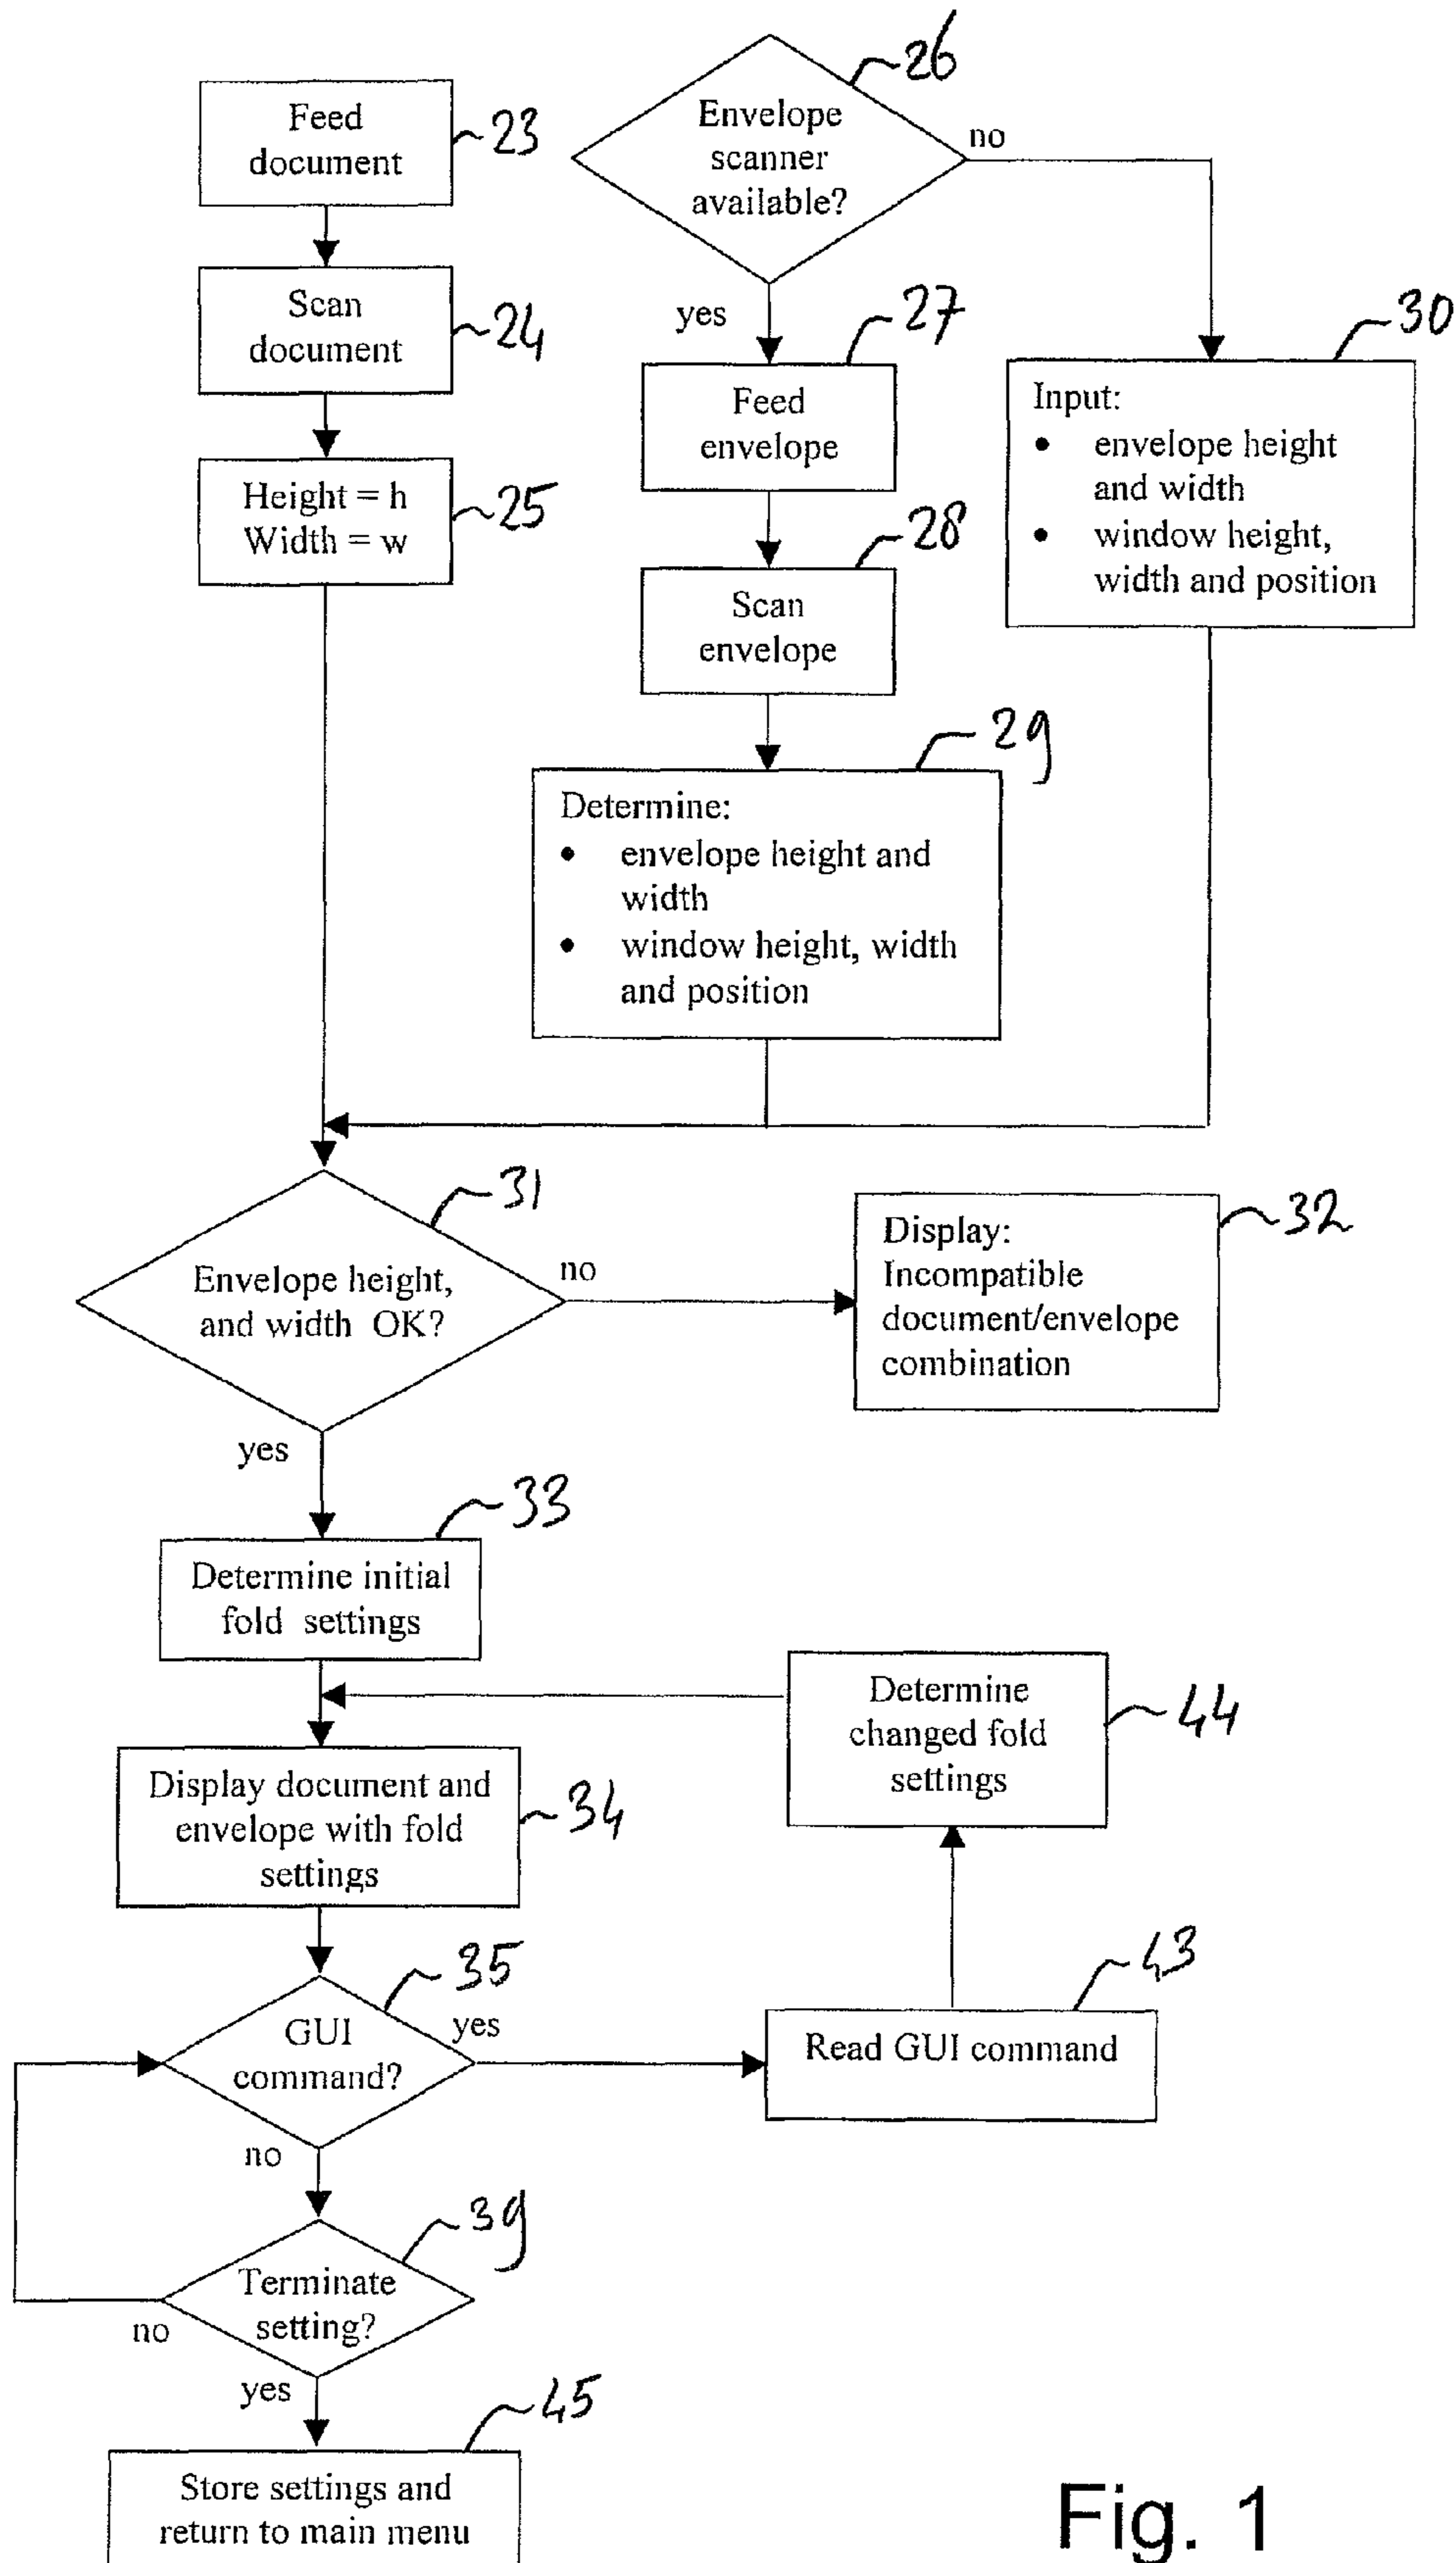 Feed
document
23
Scan
document
24
Height = h
Width = w
25
Envelope
scanner
available?
26
no
yes
Feed
envelope
27
Scan
envelope
28
Determine:
• envelope height and
width
• window height, width
and position
29
Input:
• envelope height
and width
• window height,
width and position
30
Envelope height,
and width OK?
31
no
Display:
Incompatible
document/envelope
combination
32
yes
Determine initial
fold settings
33
Determine
changed fold
settings
44
Display document and
envelope with fold
settings
34
GUI
command?
35
yes
Read GUI command
43
no
Terminate
setting?
39
no
yes
Store settings and
return to main menu
45
Fig. 1